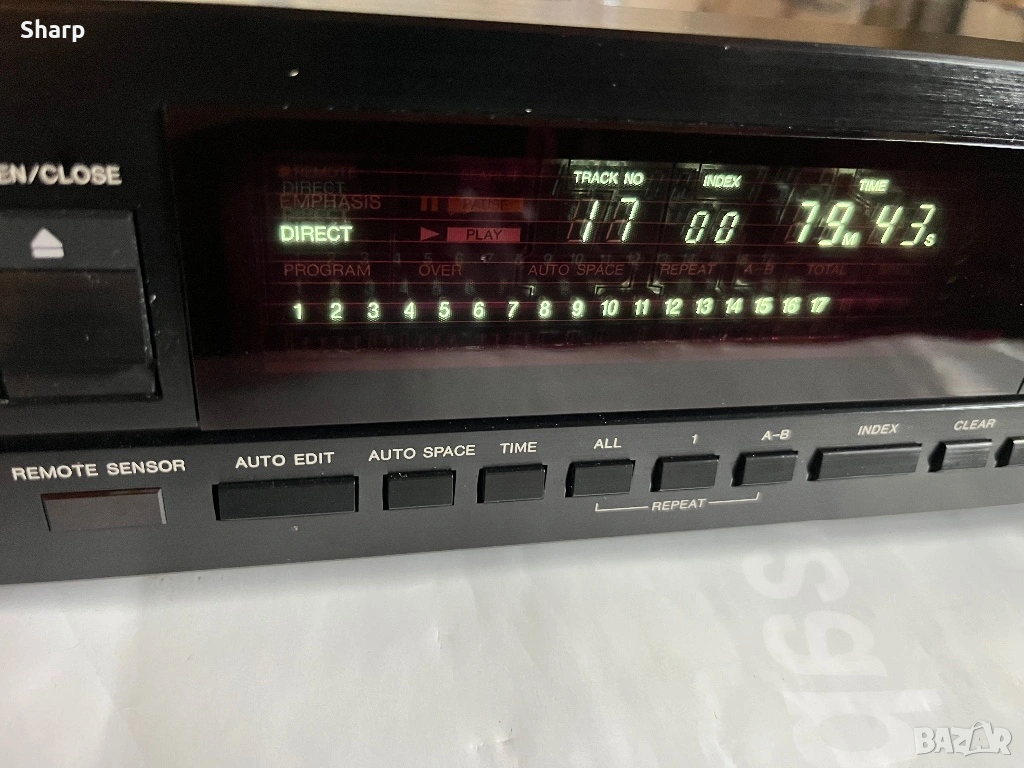 Sharp
EN/CLOSE
REMOTE
DIRECT
EMPHASIS
PAUSE
TRACK NO INDEX TIME
DIRECT PLAY 17 00 79M 43S
PROGRAM OVER AUTO SPACE REPEAT A-B TOTAL
1 2 3 4 5 6 7 8 9 10 11 12 13 14 15 16 17
REMOTE SENSOR AUTO EDIT AUTO SPACE TIME ALL 1 A-B INDEX CLEAR
REPEAT
BAZAR